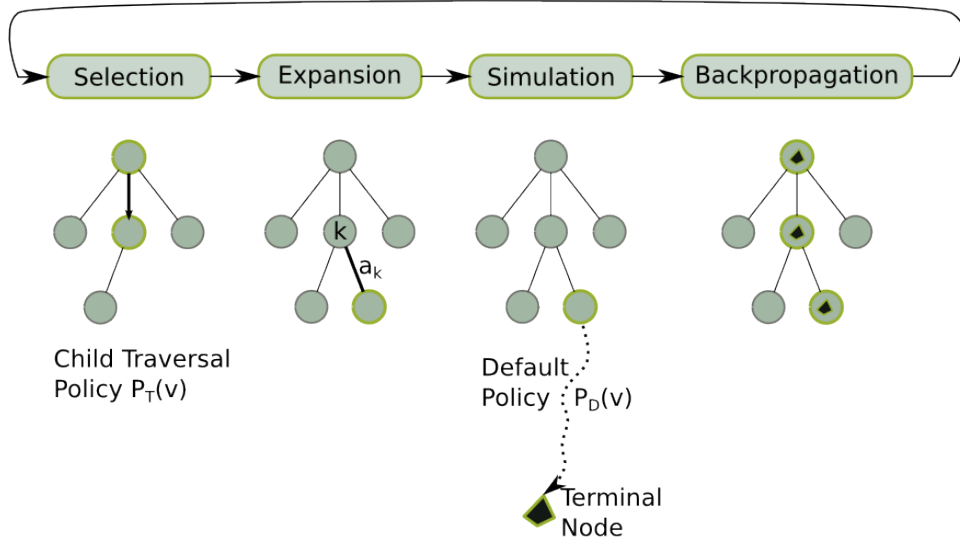 Selection
Expansion
Simulation
Backpropagation
k
aₖ
Child Traversal
Policy P_T(v)
Default
Policy P_D(v)
Terminal
Node